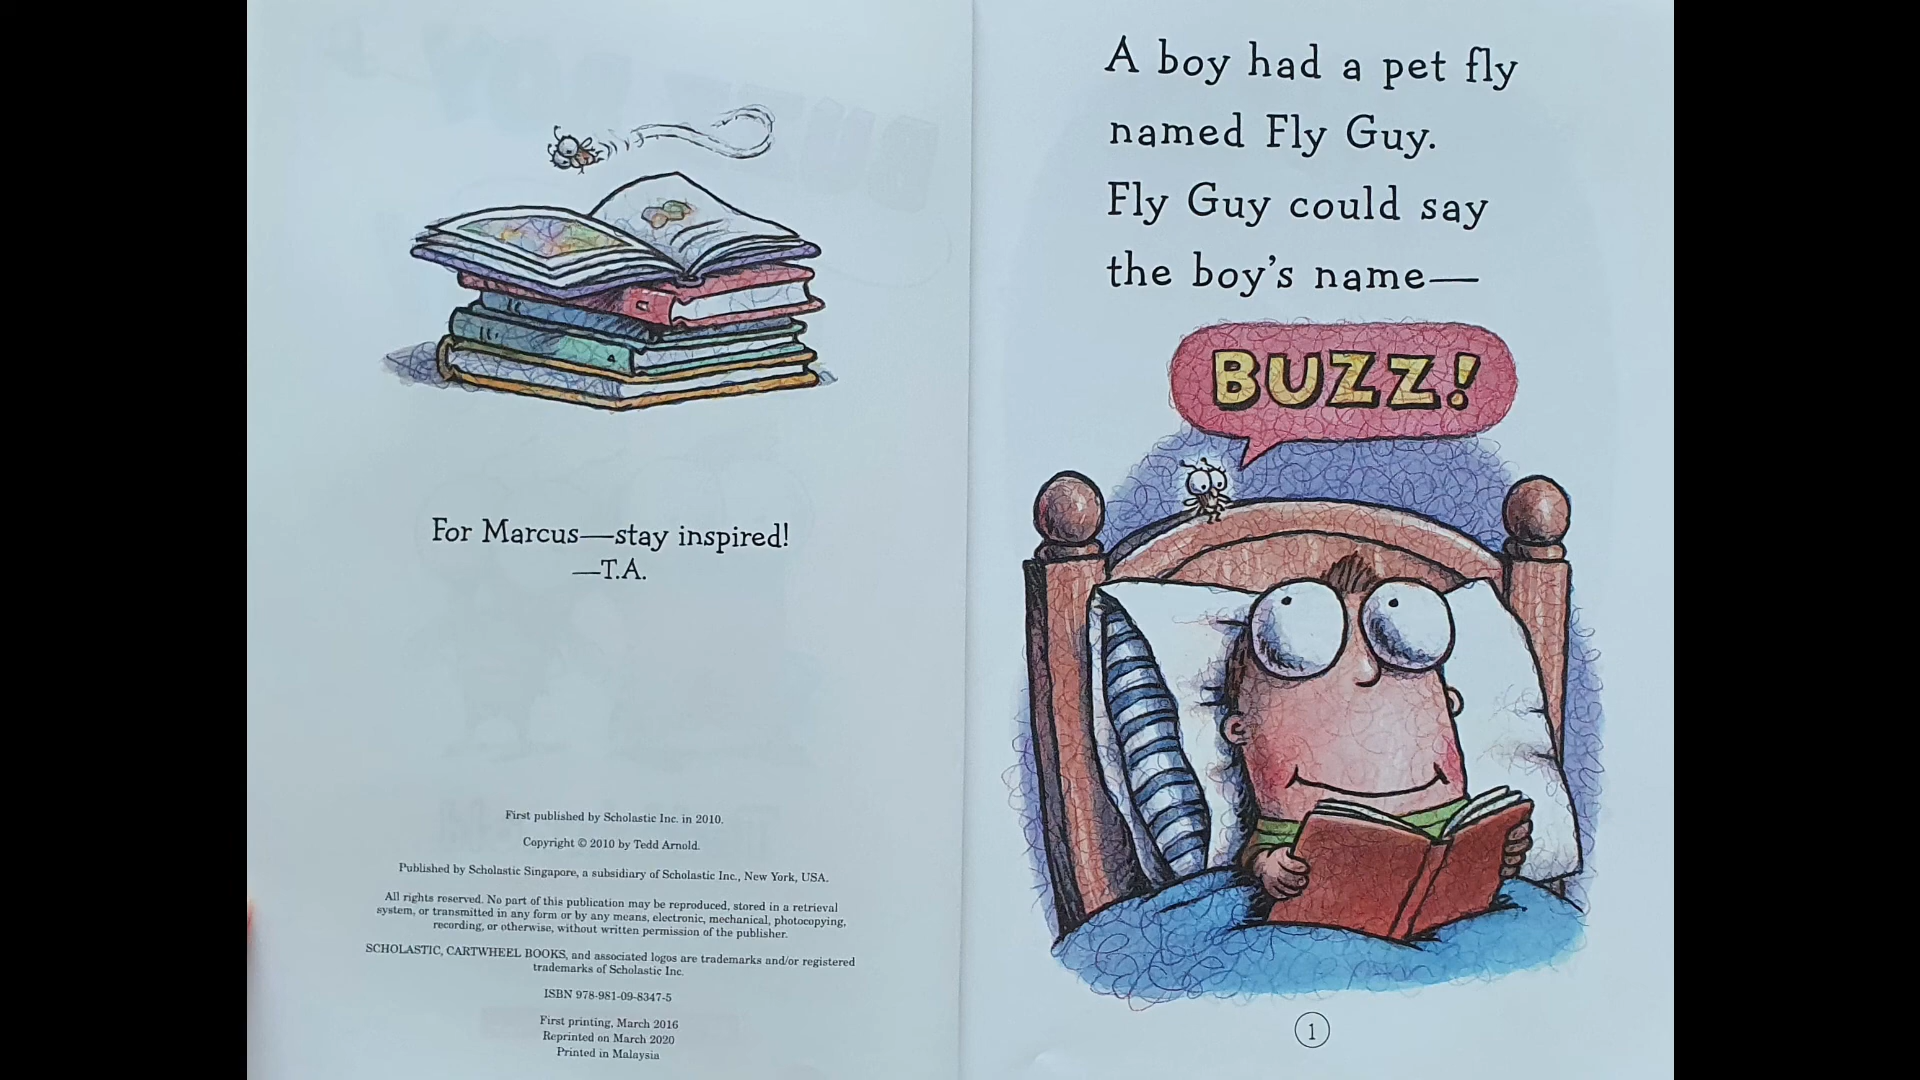 For Marcus—stay inspired!
—T.A.
First published by Scholastic Inc. in 2010.
Copyright © 2010 by Tedd Arnold.
Published by Scholastic Singapore, a subsidiary of Scholastic Inc., New York, USA.
All rights reserved. No part of this publication may be reproduced, stored in a retrieval
system, or transmitted in any form or by any means, electronic, mechanical, photocopying,
recording, or otherwise, without written permission of the publisher.
SCHOLASTIC, CARTWHEEL BOOKS, and associated logos are trademarks and/or registered
trademarks of Scholastic Inc.
ISBN 978-981-09-8347-5
First printing, March 2016
Reprinted on March 2020
Printed in Malaysia
A boy had a pet fly
named Fly Guy.
Fly Guy could say
the boy's name—
BUZZ!
1